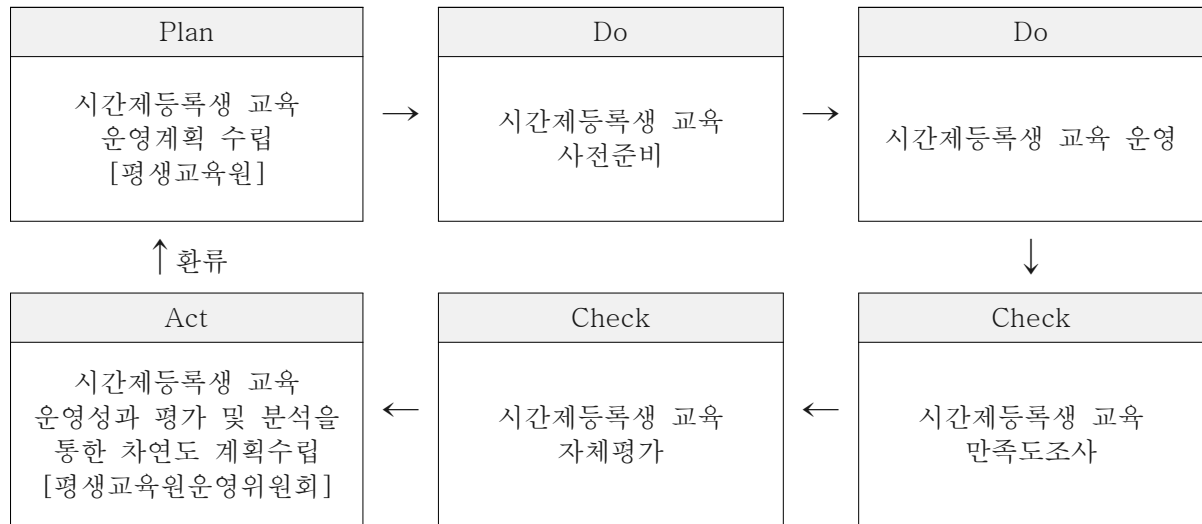 Plan
시간제등록생 교육
운영계획 수립
[평생교육원]
→
Do
시간제등록생 교육
사전준비
→
Do
시간제등록생 교육 운영
↓
Check
시간제등록생 교육
만족도조사
←
Check
시간제등록생 교육
자체평가
←
Act
시간제등록생 교육
운영성과 평가 및 분석을
통한 차연도 계획수립
[평생교육원운영위원회]
↑환류